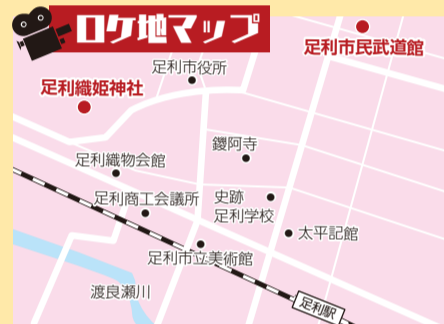 ロケ地マップ
足利市民武道館
足利市役所
足利織姫神社
鑁阿寺
足利織物会館
足利商工会議所
史跡
足利学校
太平記館
足利市立美術館
渡良瀬川
足利駅